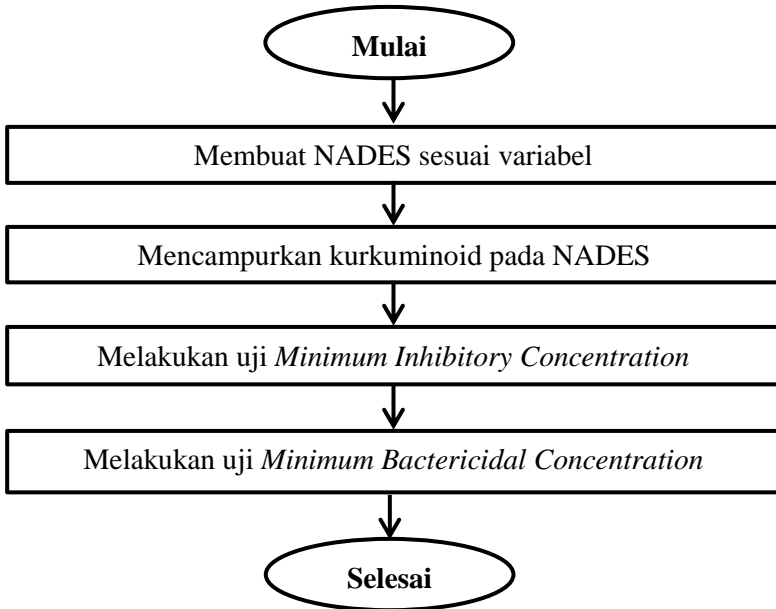 Mulai
Membuat NADES sesuai variabel
Mencampurkan kurkuminoid pada NADES
Melakukan uji Minimum Inhibitory Concentration
Melakukan uji Minimum Bactericidal Concentration
Selesai